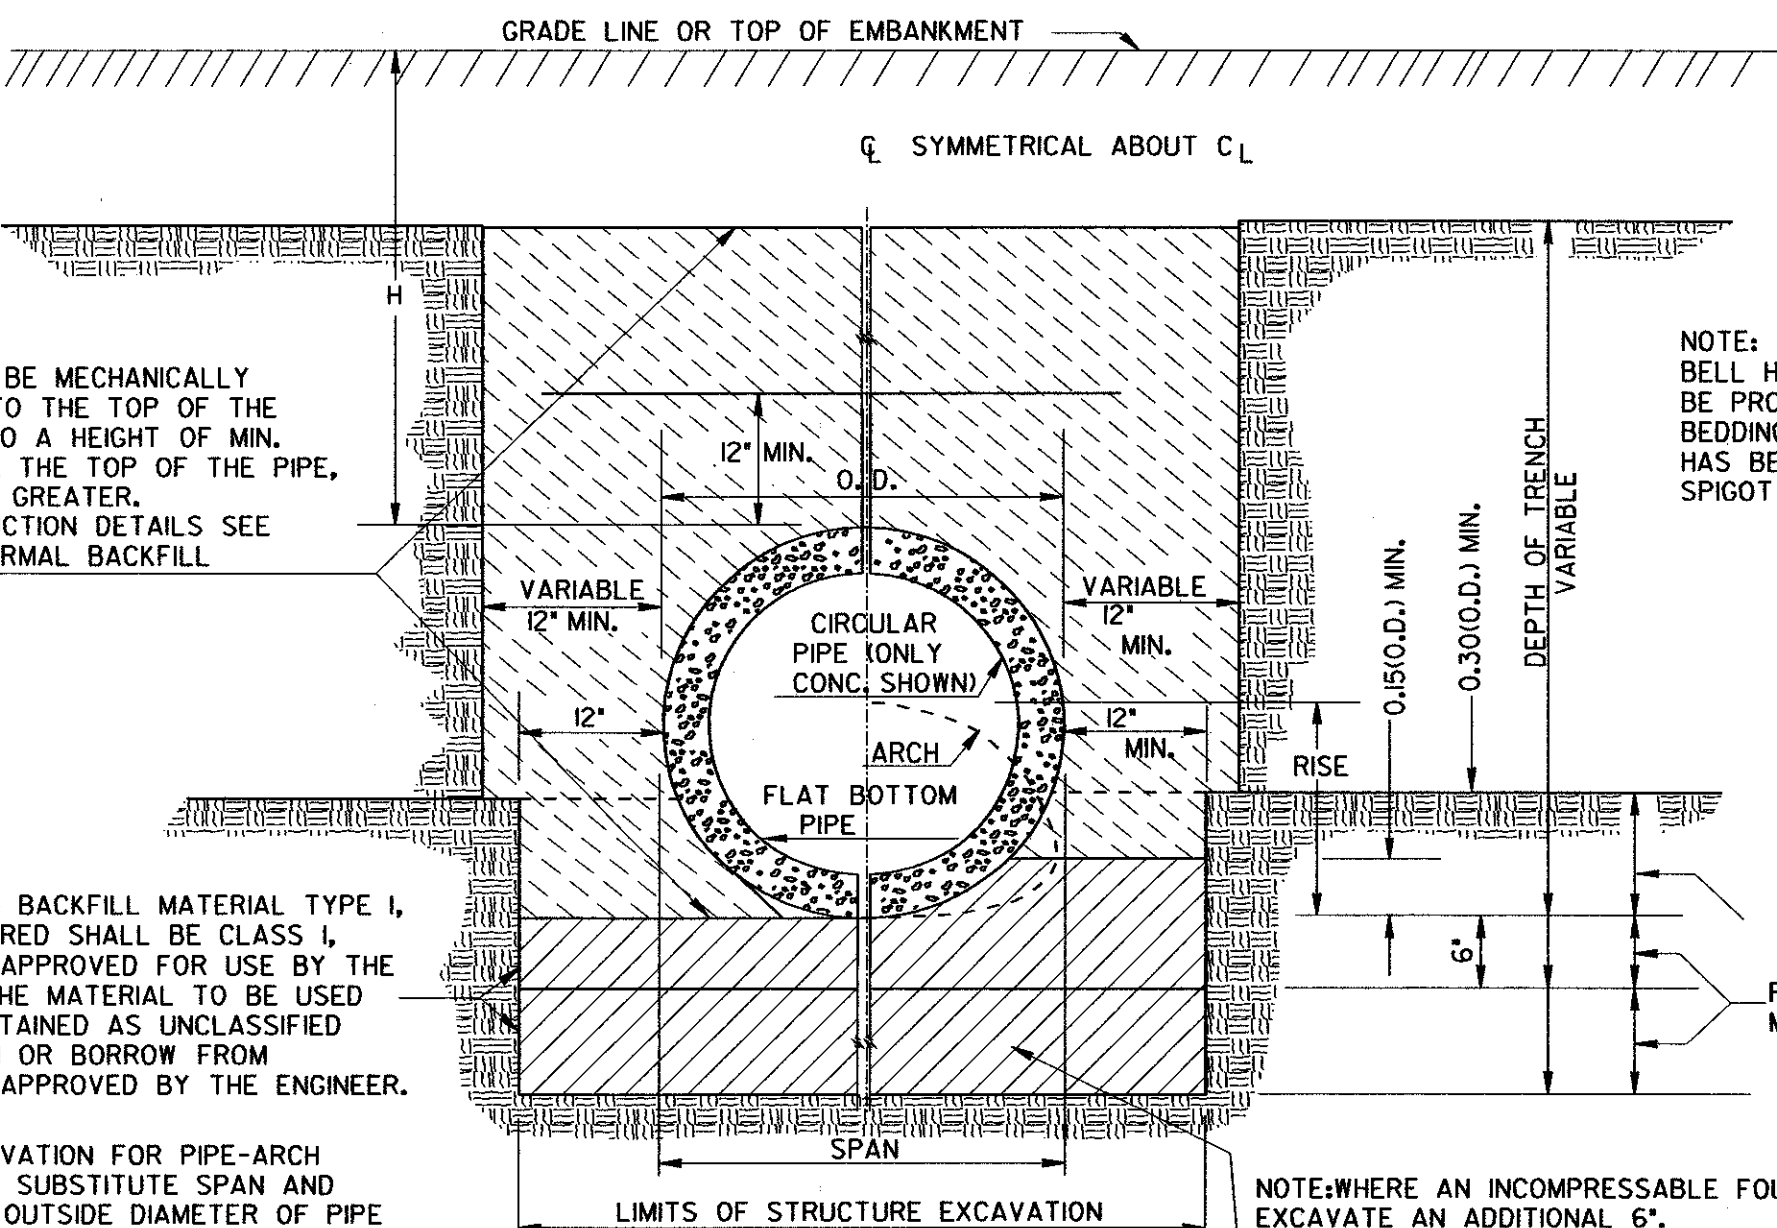 GRADE LINE OR TOP OF EMBANKMENT
℄ SYMMETRICAL ABOUT CL
H
BE MECHANICALLY
TO THE TOP OF THE
O A HEIGHT OF MIN.
THE TOP OF THE PIPE,
GREATER.
CTION DETAILS SEE
RMAL BACKFILL
NOTE:
BELL H
BE PRO
BEDDING
HAS BE
SPIGOT
12" MIN.
O.D.
VARIABLE
12" MIN.
VARIABLE
12"
MIN.
CIRCULAR
PIPE (ONLY
CONC. SHOWN)
12"
ARCH
12"
MIN.
FLAT BOTTOM
PIPE
RISE
0.15(O.D.) MIN.
0.30(O.D.) MIN.
DEPTH OF TRENCH
VARIABLE
6"
BACKFILL MATERIAL TYPE I,
RED SHALL BE CLASS I,
APPROVED FOR USE BY THE
HE MATERIAL TO BE USED
TAINED AS UNCLASSIFIED
OR BORROW FROM
APPROVED BY THE ENGINEER.
VATION FOR PIPE-ARCH
SUBSTITUTE SPAN AND
OUTSIDE DIAMETER OF PIPE
SPAN
LIMITS OF STRUCTURE EXCAVATION
NOTE:WHERE AN INCOMPRESSABLE FOU
EXCAVATE AN ADDITIONAL 6".